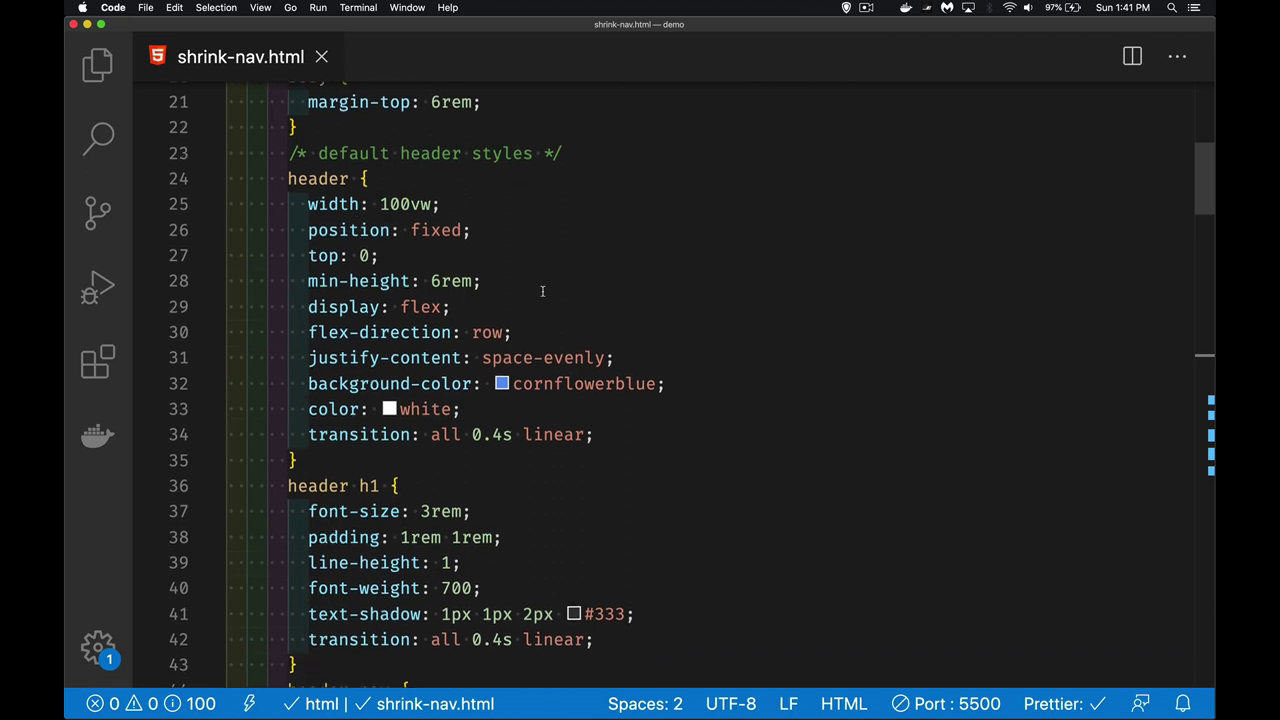 Code File Edit Selection View Go Run Terminal Window Help 97% Sun 1:41 PM
shrink-nav.html — demo
shrink-nav.html
21 margin-top: 6rem;
22 }
23 /* default header styles */
24 header {
25 width: 100vw;
26 position: fixed;
27 top: 0;
28 min-height: 6rem;
29 display: flex;
30 flex-direction: row;
31 justify-content: space-evenly;
32 background-color: cornflowerblue;
33 color: white;
34 transition: all 0.4s linear;
35 }
36 header h1 {
37 font-size: 3rem;
38 padding: 1rem 1rem;
39 line-height: 1;
40 font-weight: 700;
41 text-shadow: 1px 1px 2px #333;
42 transition: all 0.4s linear;
43 }
1
0 0 100 html | shrink-nav.html Spaces: 2 UTF-8 LF HTML Port : 5500 Prettier: